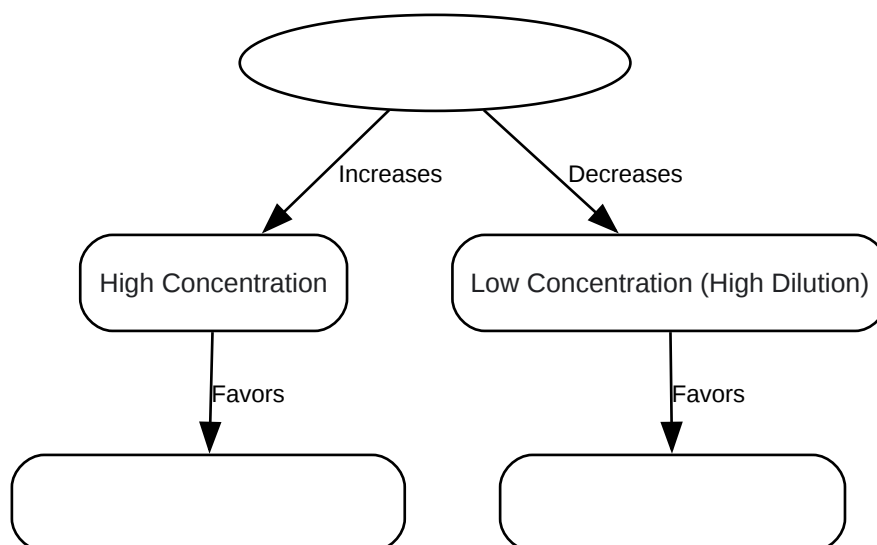 Increases
Decreases
High Concentration
Low Concentration (High Dilution)
Favors
Favors